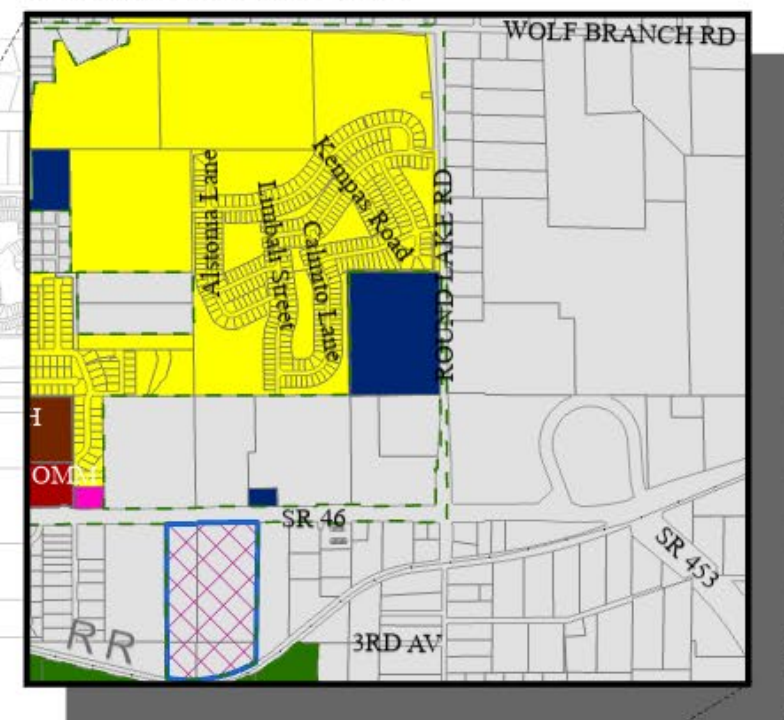 WOLF BRANCH RD
Kempas Road
Alstonia Lane
Limbali Street
Calmito Lane
ROUND LAKE RD
H
OMM
SR 46
SR 453
RR
3RD AV